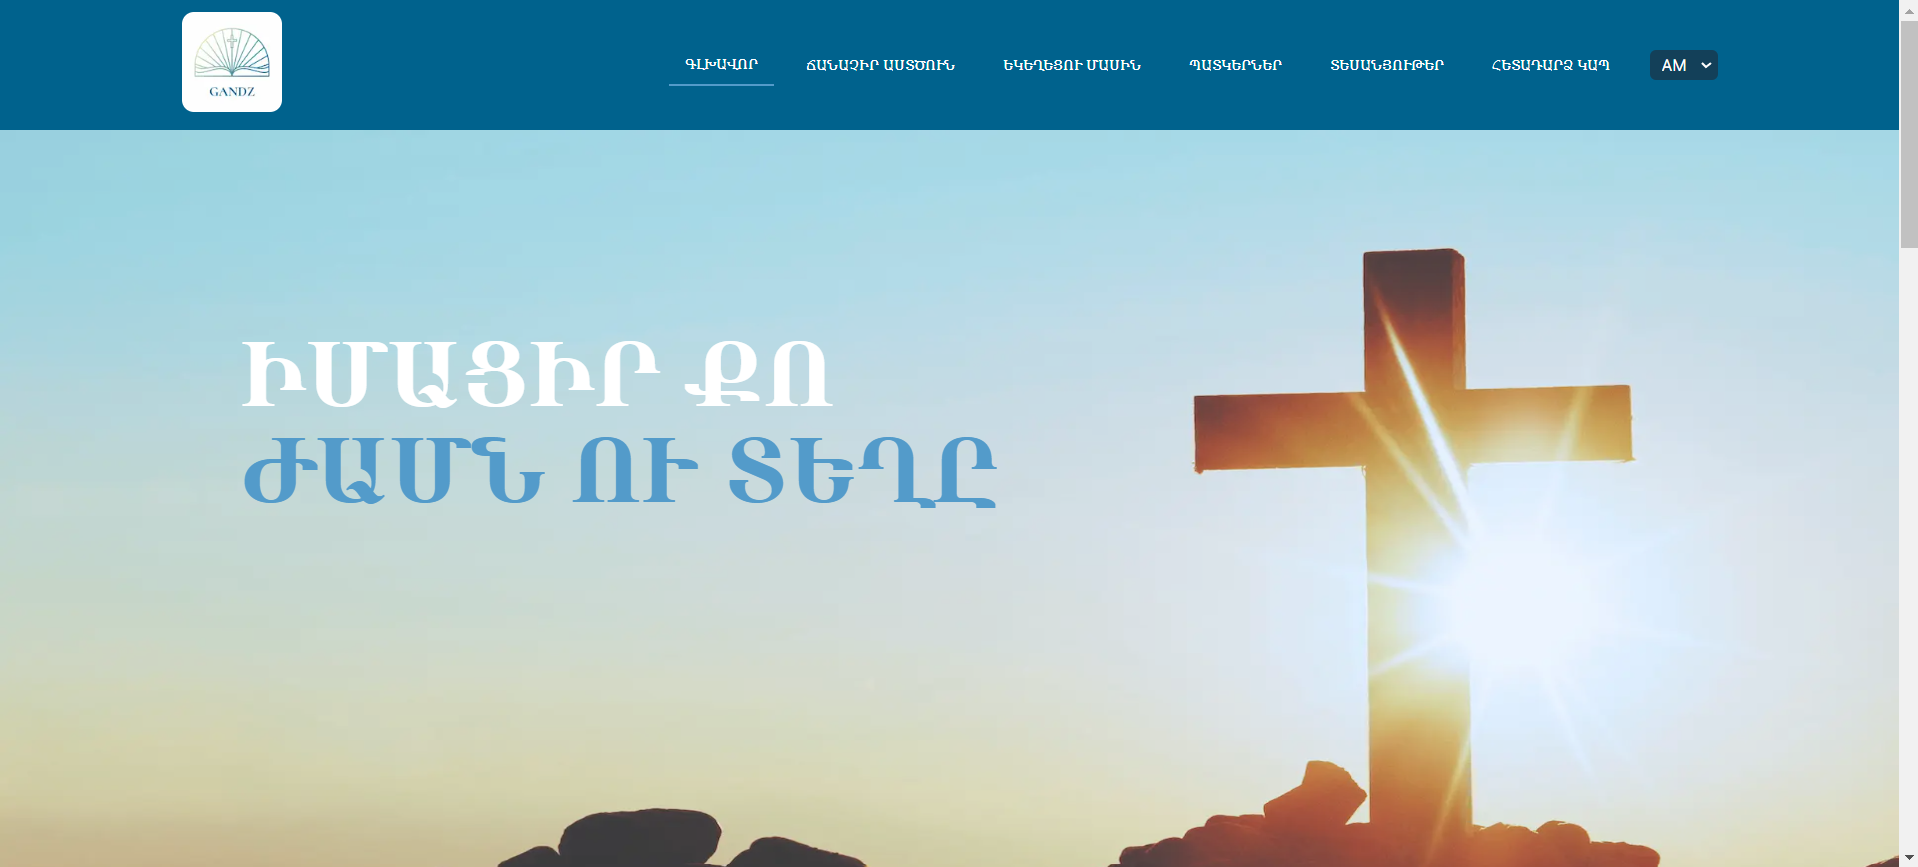 GANDZ
ԳԼԽԱՎՈՐ
ՃԱՆԱՉԻՐ ԱՍՏԾՈՒՆ
ԵԿԵՂԵՑՈՒ ՄԱՍԻՆ
ՊԱՏԿԵՐՆԵՐ
ՏԵՍԱՆՅՈՒԹԵՐ
ՀԵՏԱԴԱՐՁ ԿԱՊ
AM
ԻՄԱՑԻՐ ՔՈ
ԺԱՄՆ ՈՒ ՏԵՂԸ